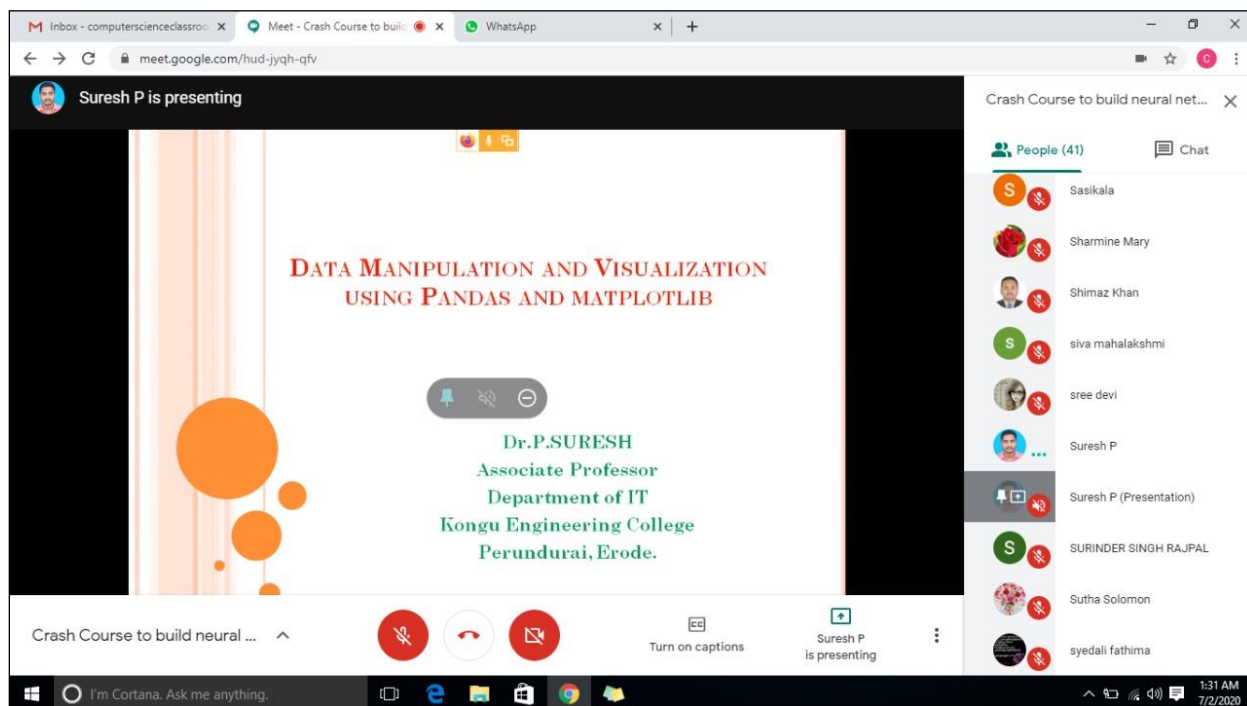 Inbox - computerscienceclassroo
Meet - Crash Course to build
WhatsApp
meet.google.com/hud-jyqh-qfv
C
Suresh P is presenting
DATA MANIPULATION AND VISUALIZATION
USING PANDAS AND MATPLOTLIB
Dr.P.SURESH
Associate Professor
Department of IT
Kongu Engineering College
Perundurai, Erode.
Crash Course to build neural net...
People (41)
Chat
S
Sasikala
Sharmine Mary
Shimaz Khan
S
siva mahalakshmi
sree devi
Suresh P
Suresh P (Presentation)
S
SURINDER SINGH RAJPAL
Sutha Solomon
syedali fathima
Crash Course to build neural ...
CC
Turn on captions
Suresh P
is presenting
I'm Cortana. Ask me anything.
1:31 AM
7/2/2020